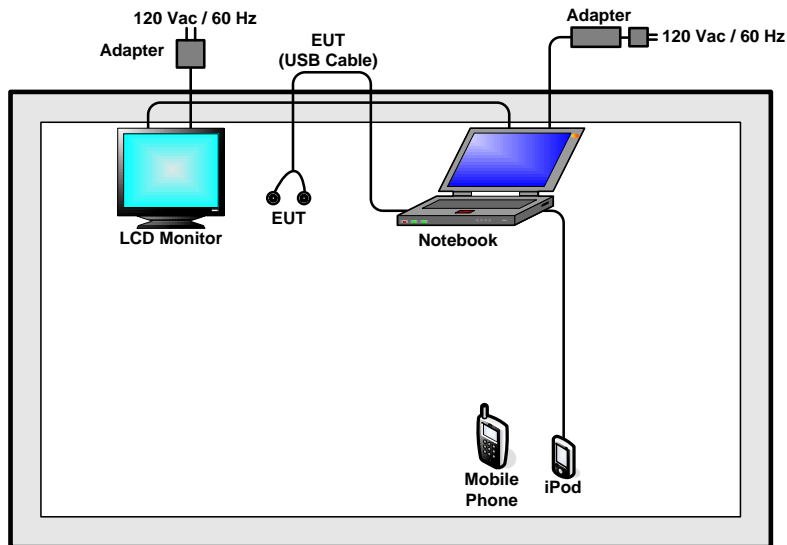 120 Vac / 60 Hz
Adapter
EUT
(USB Cable)
Adapter
120 Vac / 60 Hz
LCD Monitor
EUT
Notebook
Mobile
Phone
iPod